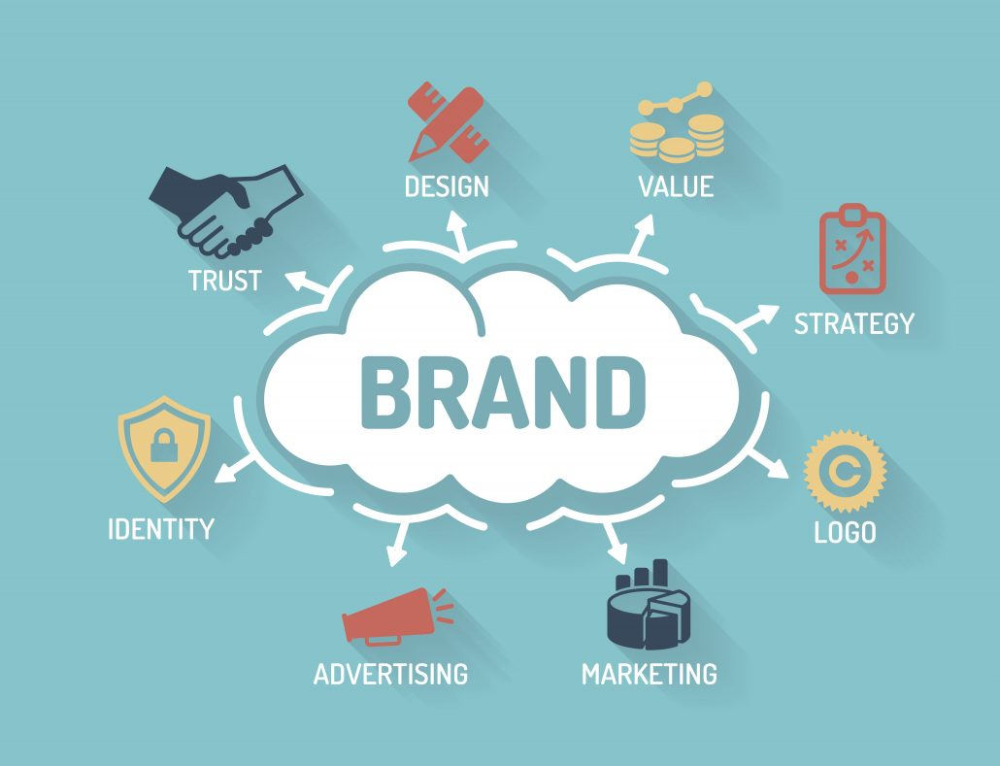 DESIGN
VALUE
TRUST
STRATEGY
BRAND
IDENTITY
C
LOGO
ADVERTISING
MARKETING